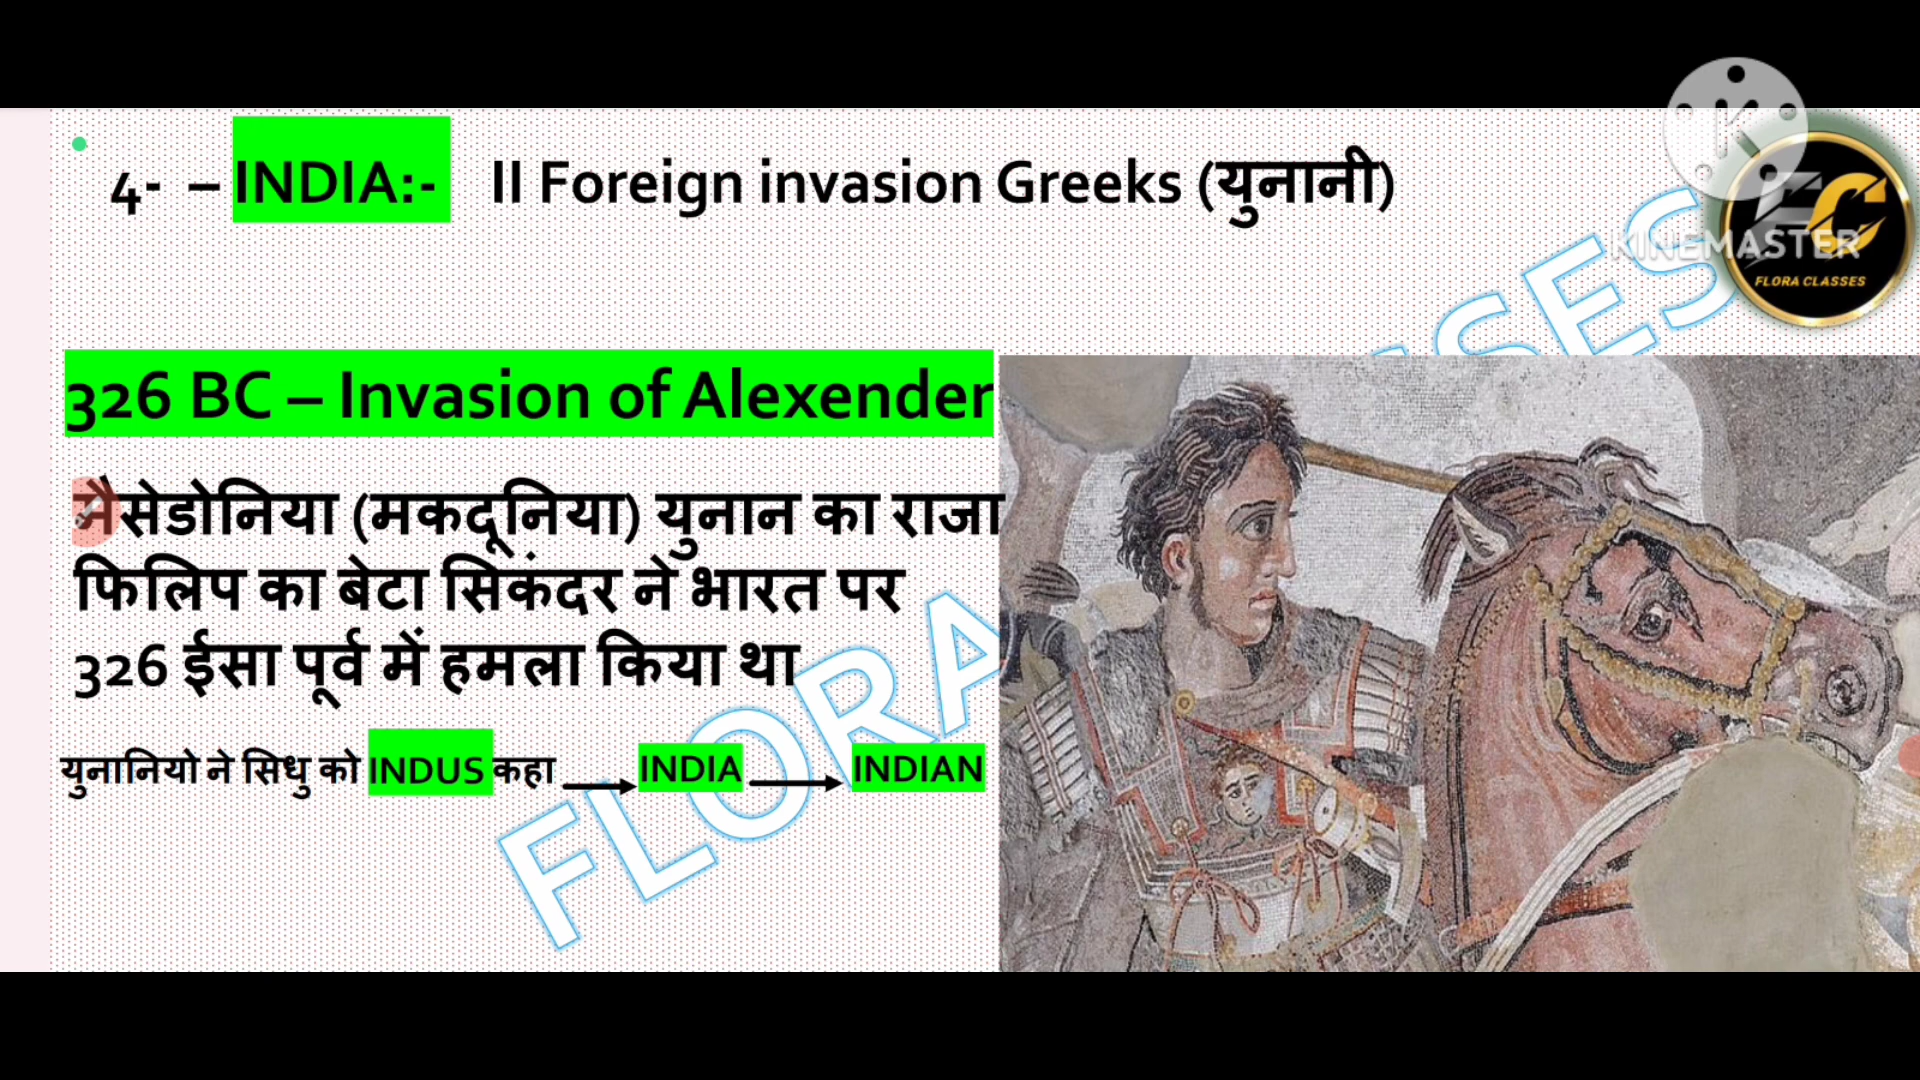 4- – INDIA:- II Foreign invasion Greeks (युनानी)
KINEMASTER
FLORA CLASSES
326 BC – Invasion of Alexender
मैसेडोनिया (मकदूनिया) युनान का राजा
फिलिप का बेटा सिकंदर ने भारत पर
326 ईसा पूर्व में हमला किया था
युनानियो ने सिधु को INDUS कहा → INDIA → INDIAN
FLORA